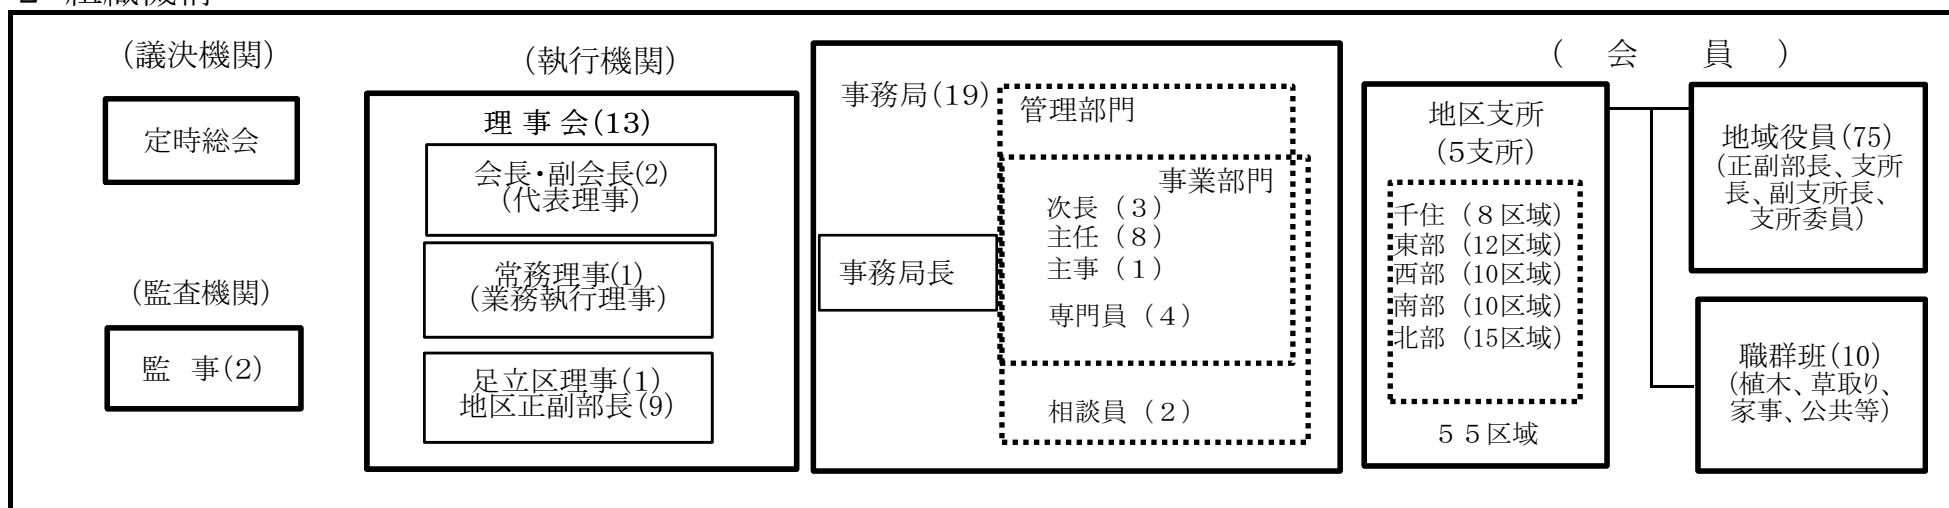 2 組織機構
(議決機関)
定時総会
(監査機関)
監　事(2)
(執行機関)
理 事 会(13)
会長・副会長(2)
(代表理事)
常務理事(1)
(業務執行理事)
足立区理事(1)
地区正副部長(9)
事務局(19)
管理部門
事業部門
次長（３）
主任（８）
主事（１）
専門員（４）
事務局長
相談員（２）
（　会　　員　）
地区支所
(５支所)
千住（８区域）
東部（12区域）
西部（10区域）
南部（10区域）
北部（15区域）
５５区域
地域役員(75)
(正副部長、支所
長、副支所長、
支所委員)
職群班(10)
(植木、草取り、
家事、公共等)